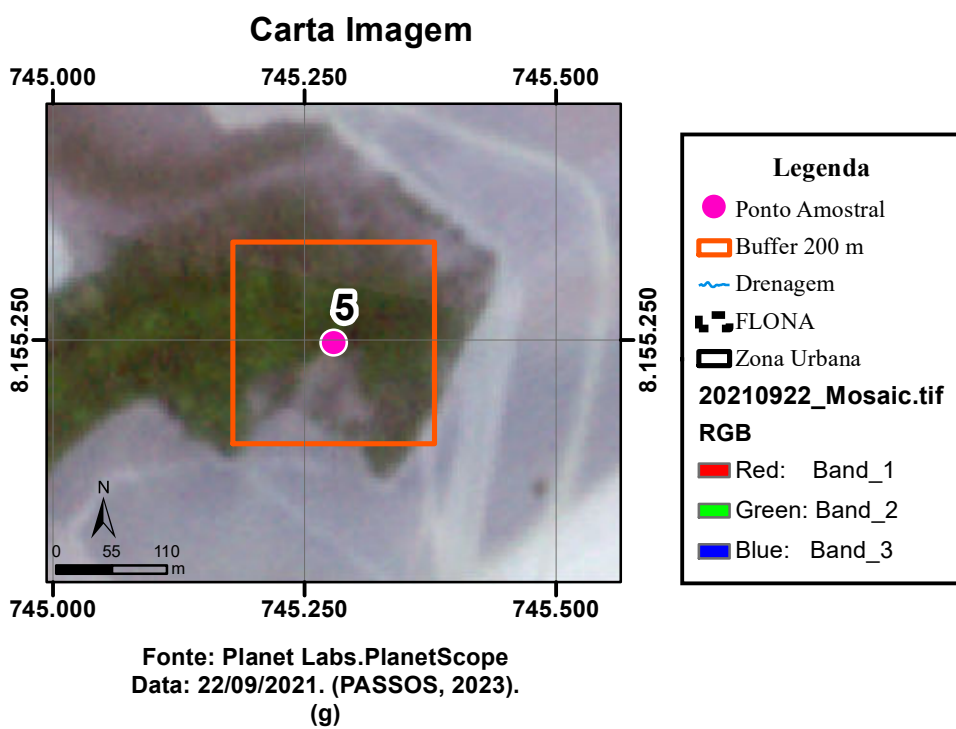 Carta Imagem
745.000 745.250 745.500
8.155.250 8.155.250
5
N
0 55 110
m
745.000 745.250 745.500
Legenda
Ponto Amostral
Buffer 200 m
Drenagem
FLONA
Zona Urbana
20210922_Mosaic.tif
RGB
Red: Band_1
Green: Band_2
Blue: Band_3
Fonte: Planet Labs.PlanetScope
Data: 22/09/2021. (PASSOS, 2023).
(g)